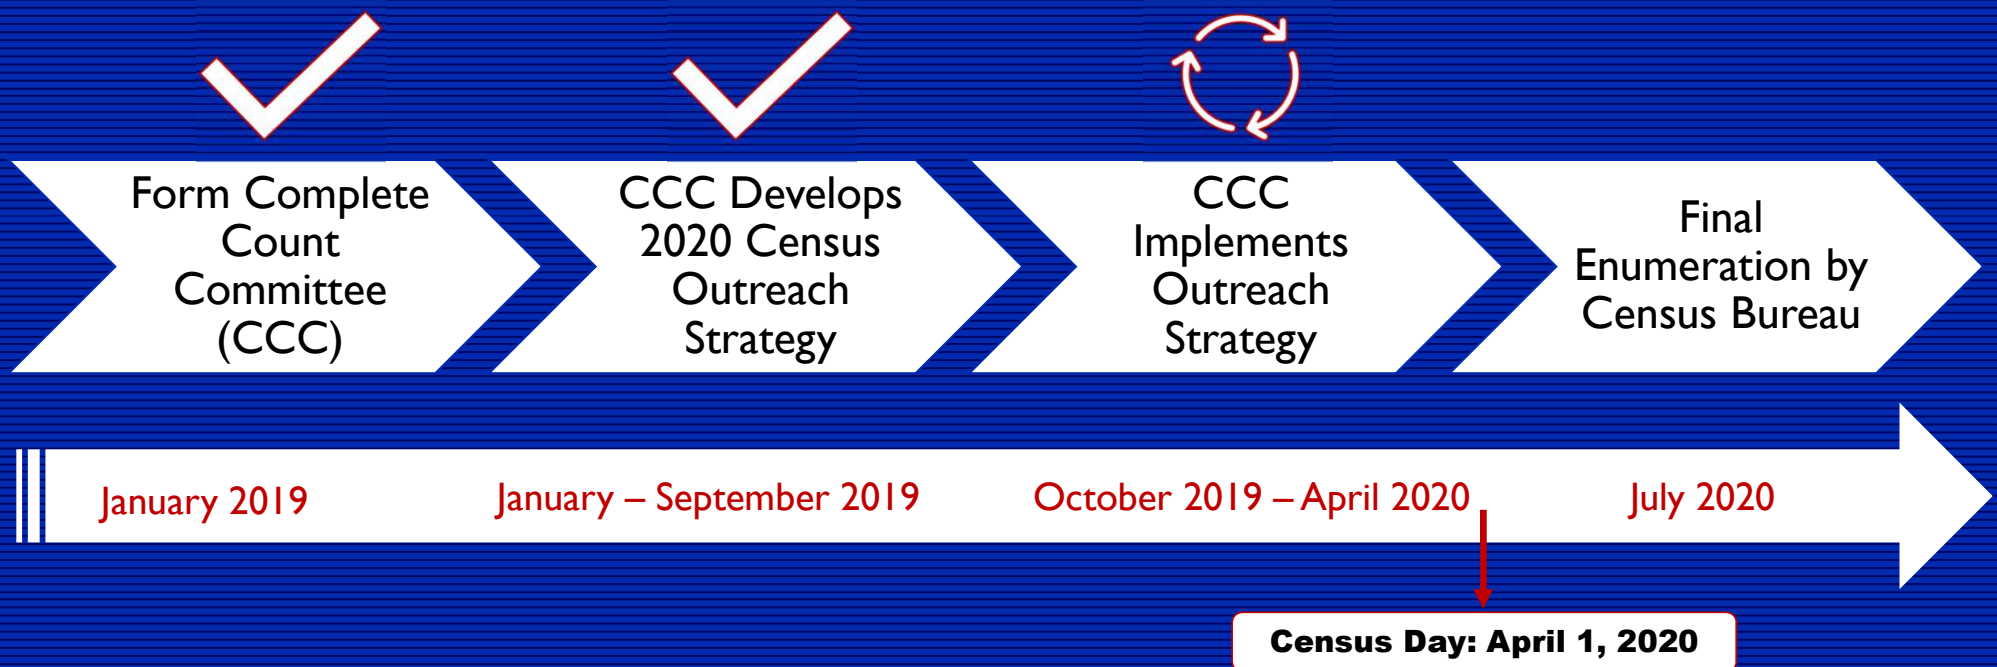 Form Complete
Count
Committee
(CCC)
CCC Develops
2020 Census
Outreach
Strategy
CCC
Implements
Outreach
Strategy
Final
Enumeration by
Census Bureau
January 2019
January – September 2019
October 2019 – April 2020
July 2020
Census Day: April 1, 2020